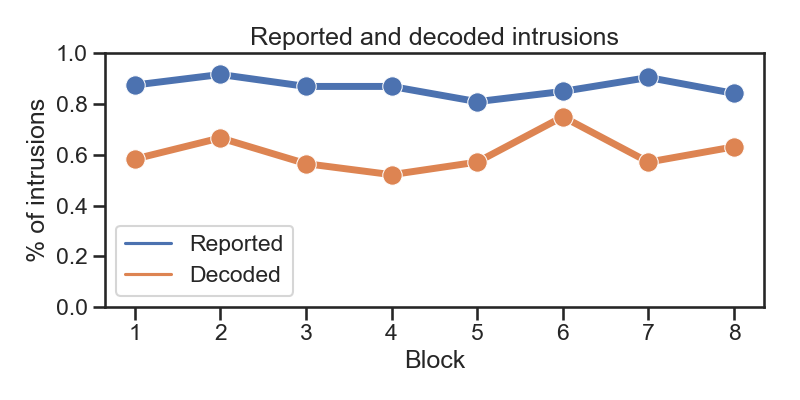 Reported and decoded intrusions
% of intrusions
1.0
0.8
0.6
0.4
0.2
0.0
Reported
Decoded
1 2 3 4 5 6 7 8
Block